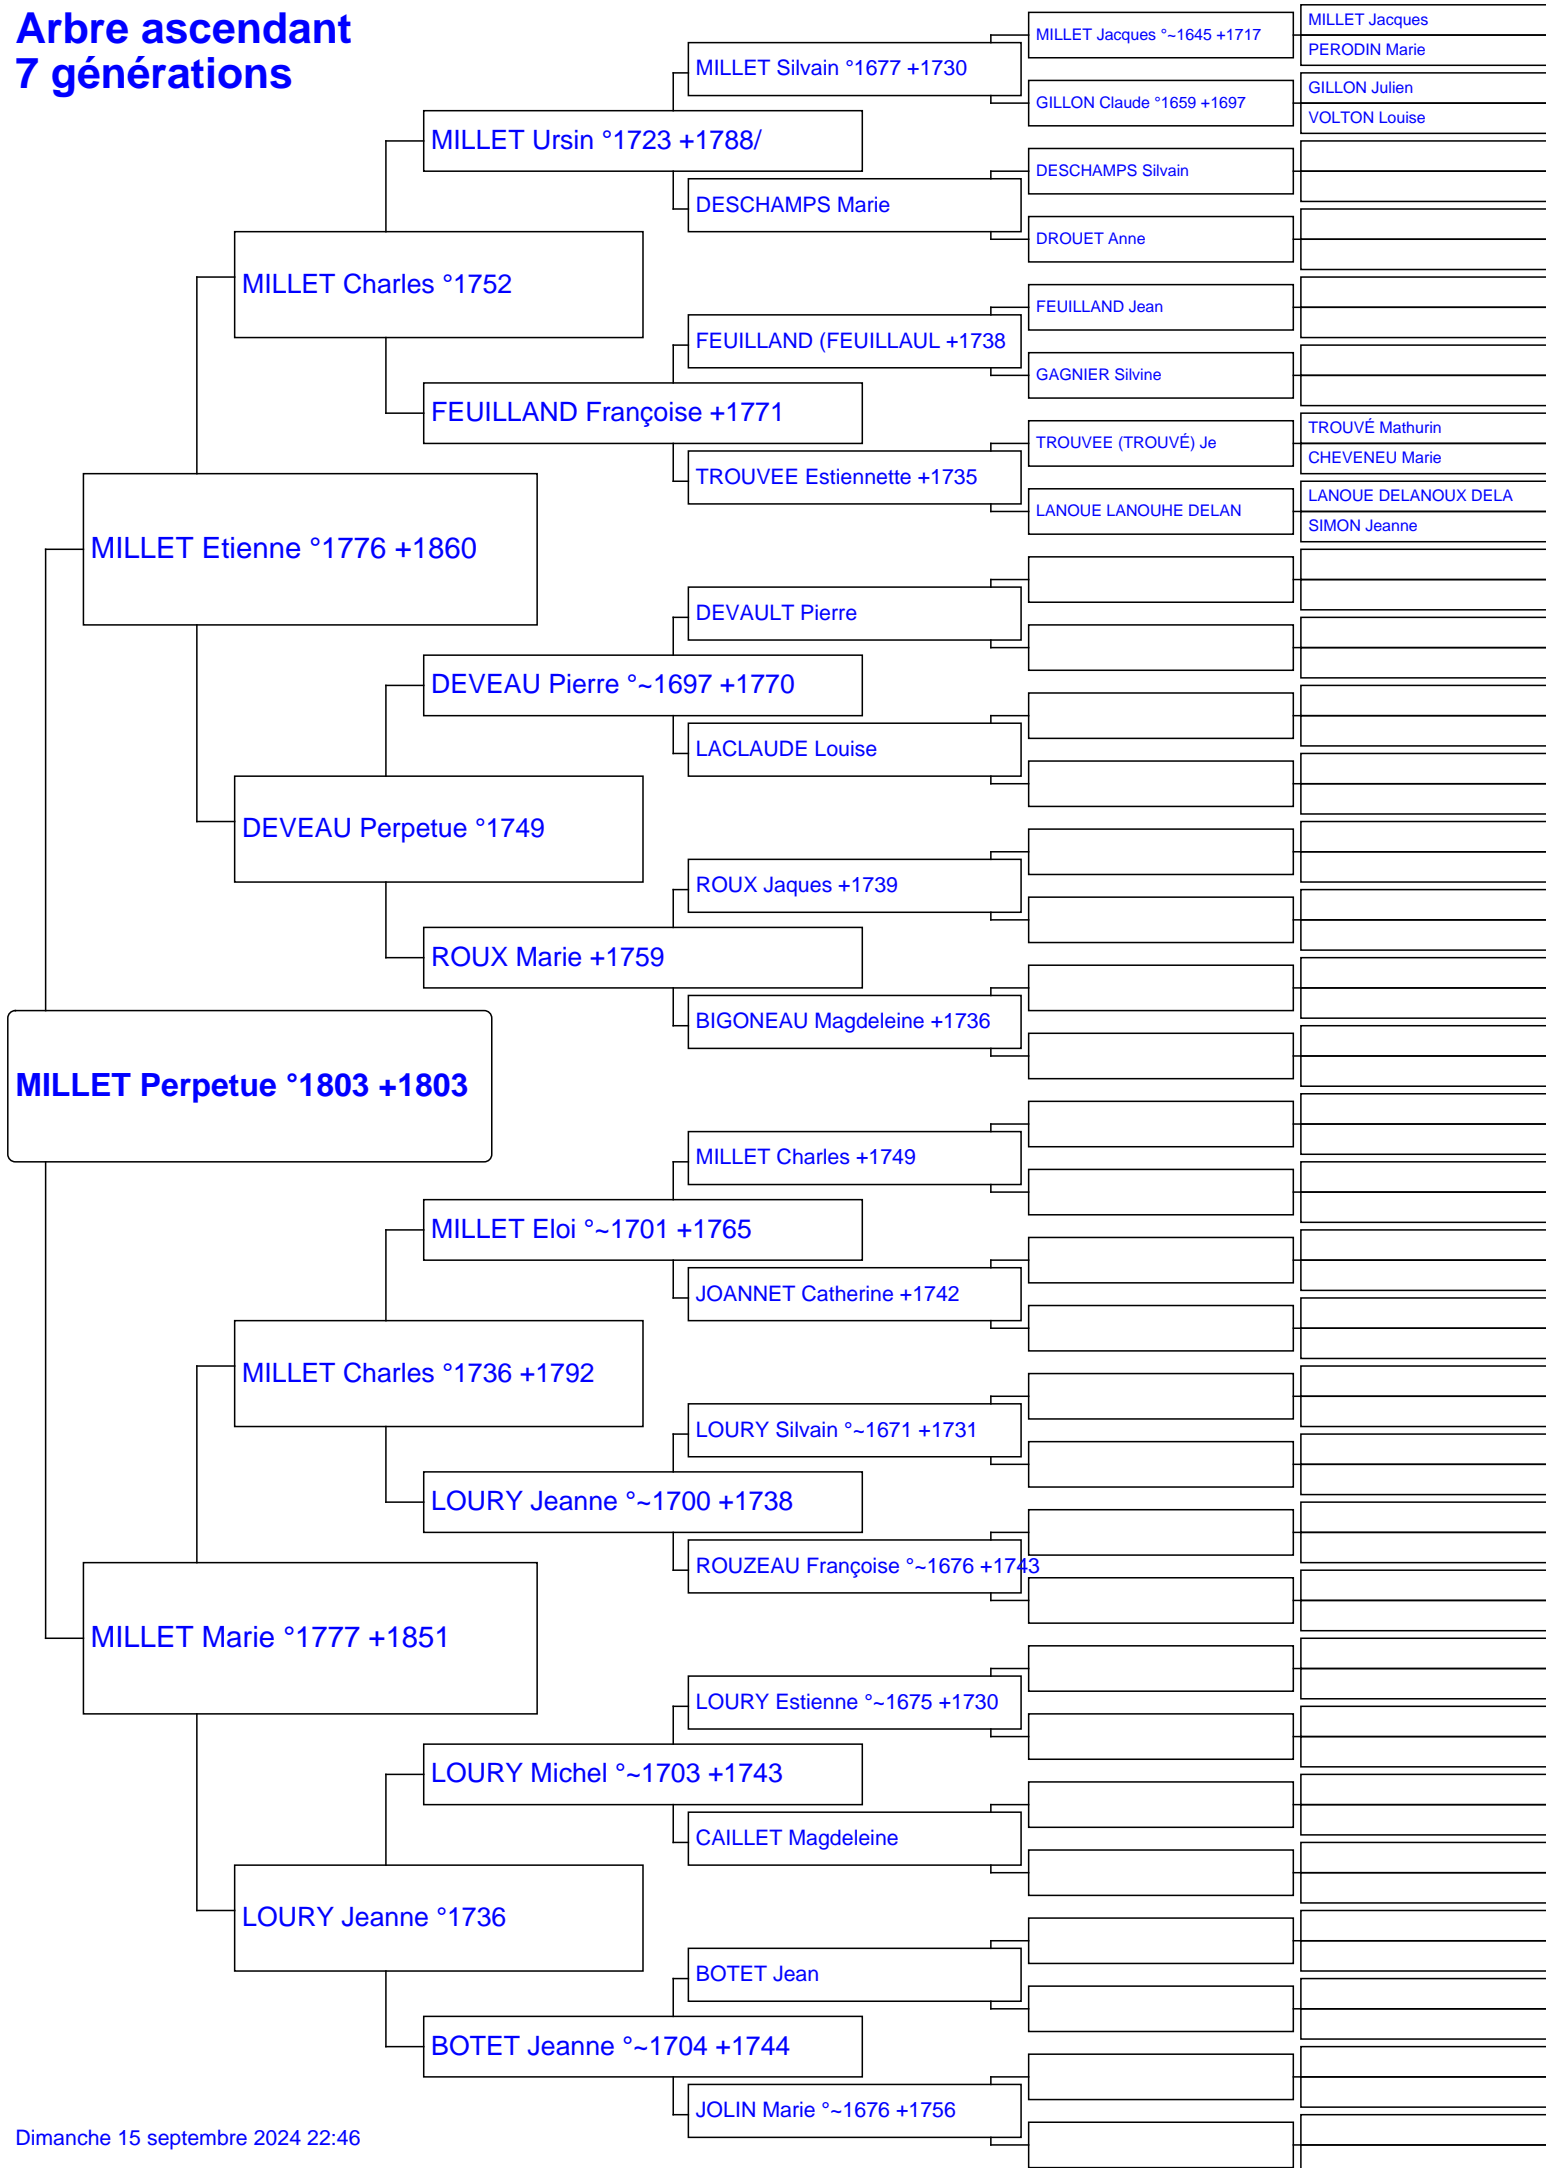 Arbre ascendant
7 générations
MILLET Perpetue °1803 +1803
MILLET Etienne °1776 +1860
MILLET Marie °1777 +1851
MILLET Charles °1752
DEVEAU Perpetue °1749
MILLET Charles °1736 +1792
LOURY Jeanne °1736
MILLET Ursin °1723 +1788/
FEUILLAND Françoise +1771
DEVEAU Pierre °~1697 +1770
ROUX Marie +1759
MILLET Eloi °~1701 +1765
LOURY Jeanne °~1700 +1738
LOURY Michel °~1703 +1743
BOTET Jeanne °~1704 +1744
MILLET Silvain °1677 +1730
DESCHAMPS Marie
FEUILLAND (FEUILLAUL +1738
TROUVEE Estiennette +1735
DEVAULT Pierre
LACLAUDE Louise
ROUX Jaques +1739
BIGONEAU Magdeleine +1736
MILLET Charles +1749
JOANNET Catherine +1742
LOURY Silvain °~1671 +1731
ROUZEAU Françoise °~1676 +1743
LOURY Estienne °~1675 +1730
CAILLET Magdeleine
BOTET Jean
JOLIN Marie °~1676 +1756
MILLET Jacques °~1645 +1717
GILLON Claude °1659 +1697
DESCHAMPS Silvain
DROUET Anne
FEUILLAND Jean
GAGNIER Silvine
TROUVEE (TROUVÉ) Je
LANOUE LANOUHE DELAN
MILLET Jacques
PERODIN Marie
GILLON Julien
VOLTON Louise
TROUVÉ Mathurin
CHEVENEU Marie
LANOUE DELANOUX DELA
SIMON Jeanne
Dimanche 15 septembre 2024 22:46